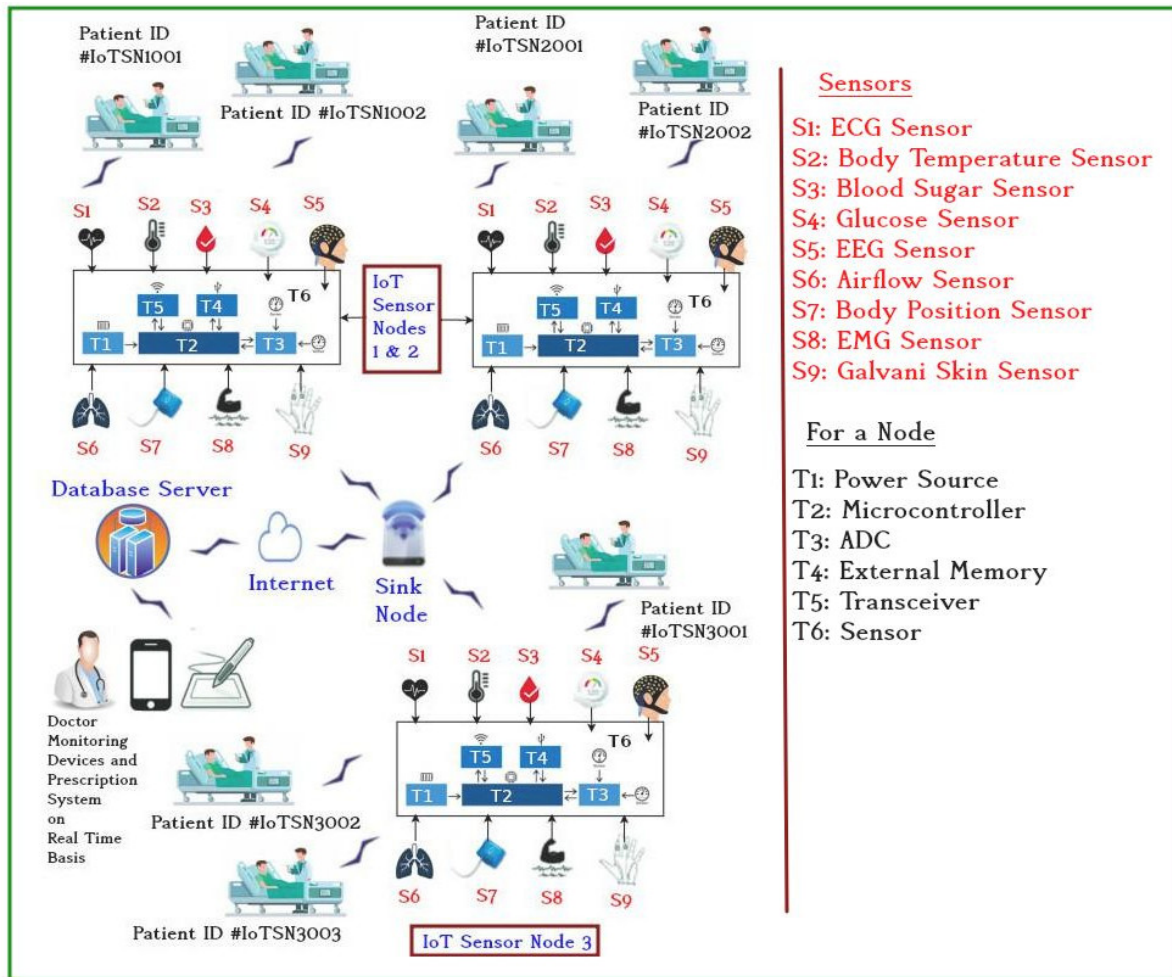 Patient ID
#IoTSN1001
Patient ID #IoTSN1002
Patient ID
#IoTSN2001
Patient ID
#IoTSN2002
S1
S2
S3
S4
S5
T5
T4
T6
T1
T2
T3
S6
S7
S8
S9
IoT
Sensor
Nodes
1 & 2
S1
S2
S3
S4
S5
T5
T4
T6
T1
T2
T3
S6
S7
S8
S9
Database Server
Internet
Sink
Node
Patient ID
#IoTSN3001
Doctor
Monitoring
Devices and
Prescription
System
on
Real Time
Basis
Patient ID #IoTSN3002
Patient ID #IoTSN3003
S1
S2
S3
S4
S5
T5
T4
T6
T1
T2
T3
S6
S7
S8
S9
IoT Sensor Node 3
Sensors
S1: ECG Sensor
S2: Body Temperature Sensor
S3: Blood Sugar Sensor
S4: Glucose Sensor
S5: EEG Sensor
S6: Airflow Sensor
S7: Body Position Sensor
S8: EMG Sensor
S9: Galvani Skin Sensor
For a Node
T1: Power Source
T2: Microcontroller
T3: ADC
T4: External Memory
T5: Transceiver
T6: Sensor